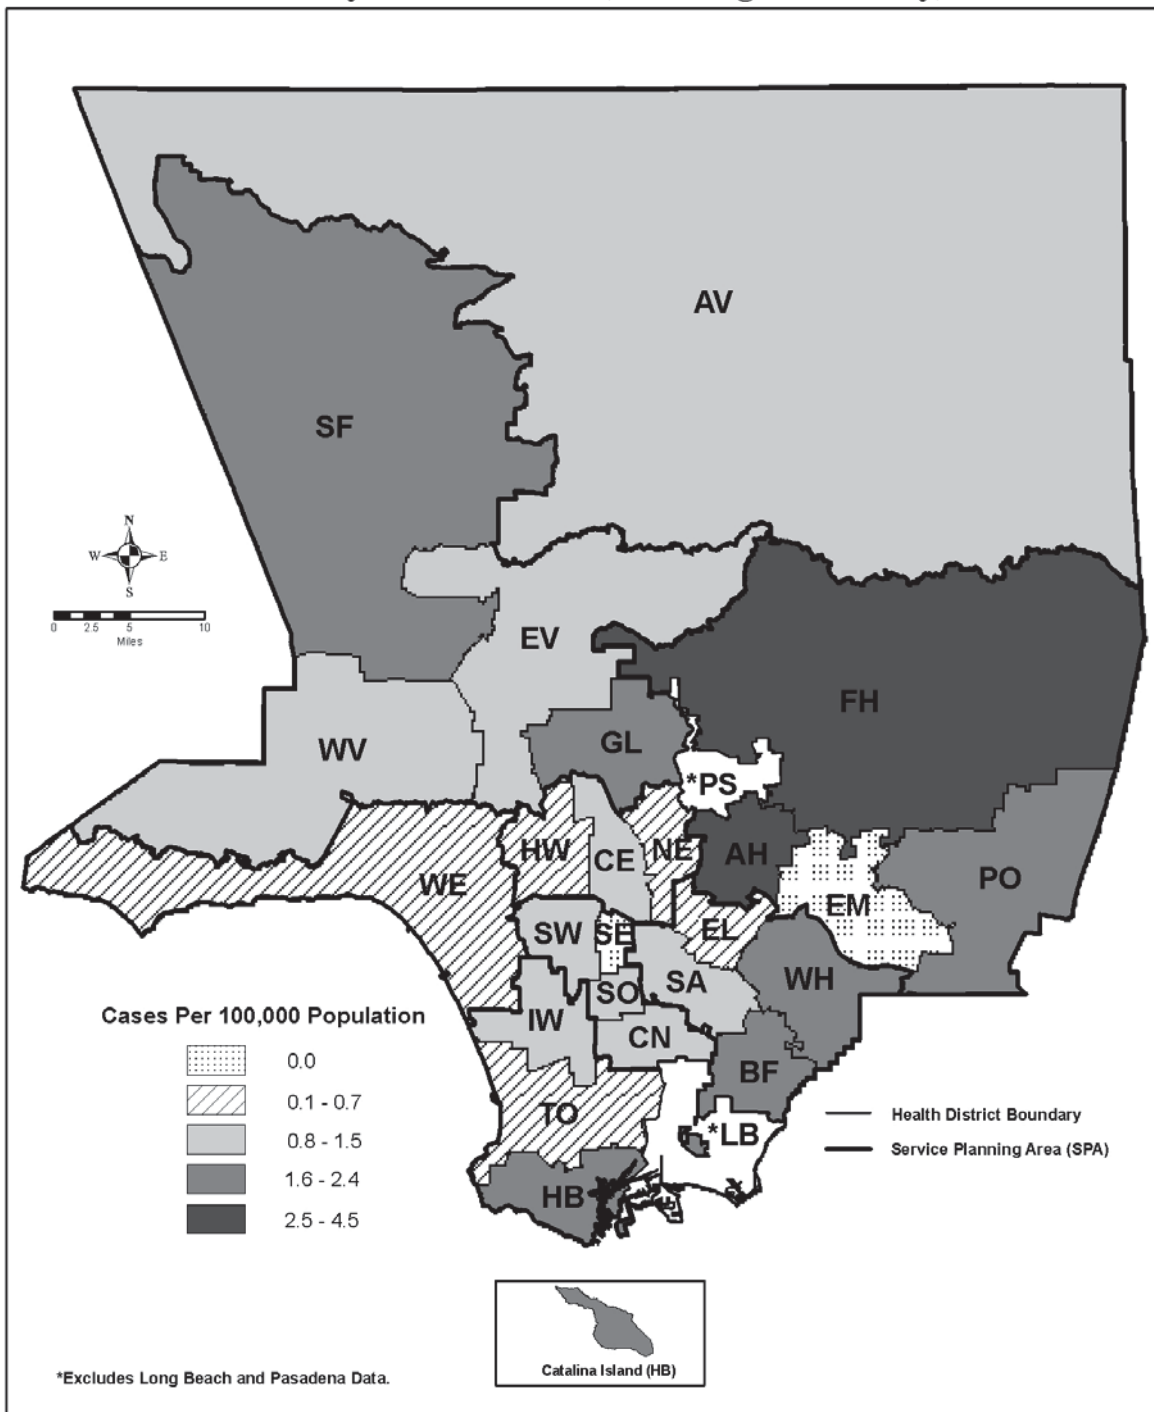 AV
SF
N
W E
S
0 2.5 5 10
Miles
EV
FH
WV
GL
*PS
HW
CE
NE
AH
WE
PO
EM
SW
SE
EL
SA
WH
SO
IW
CN
BF
TO
*LB
HB
Cases Per 100,000 Population
0.0
0.1 - 0.7
0.8 - 1.5
1.6 - 2.4
2.5 - 4.5
Health District Boundary
Service Planning Area (SPA)
Catalina Island (HB)
*Excludes Long Beach and Pasadena Data.